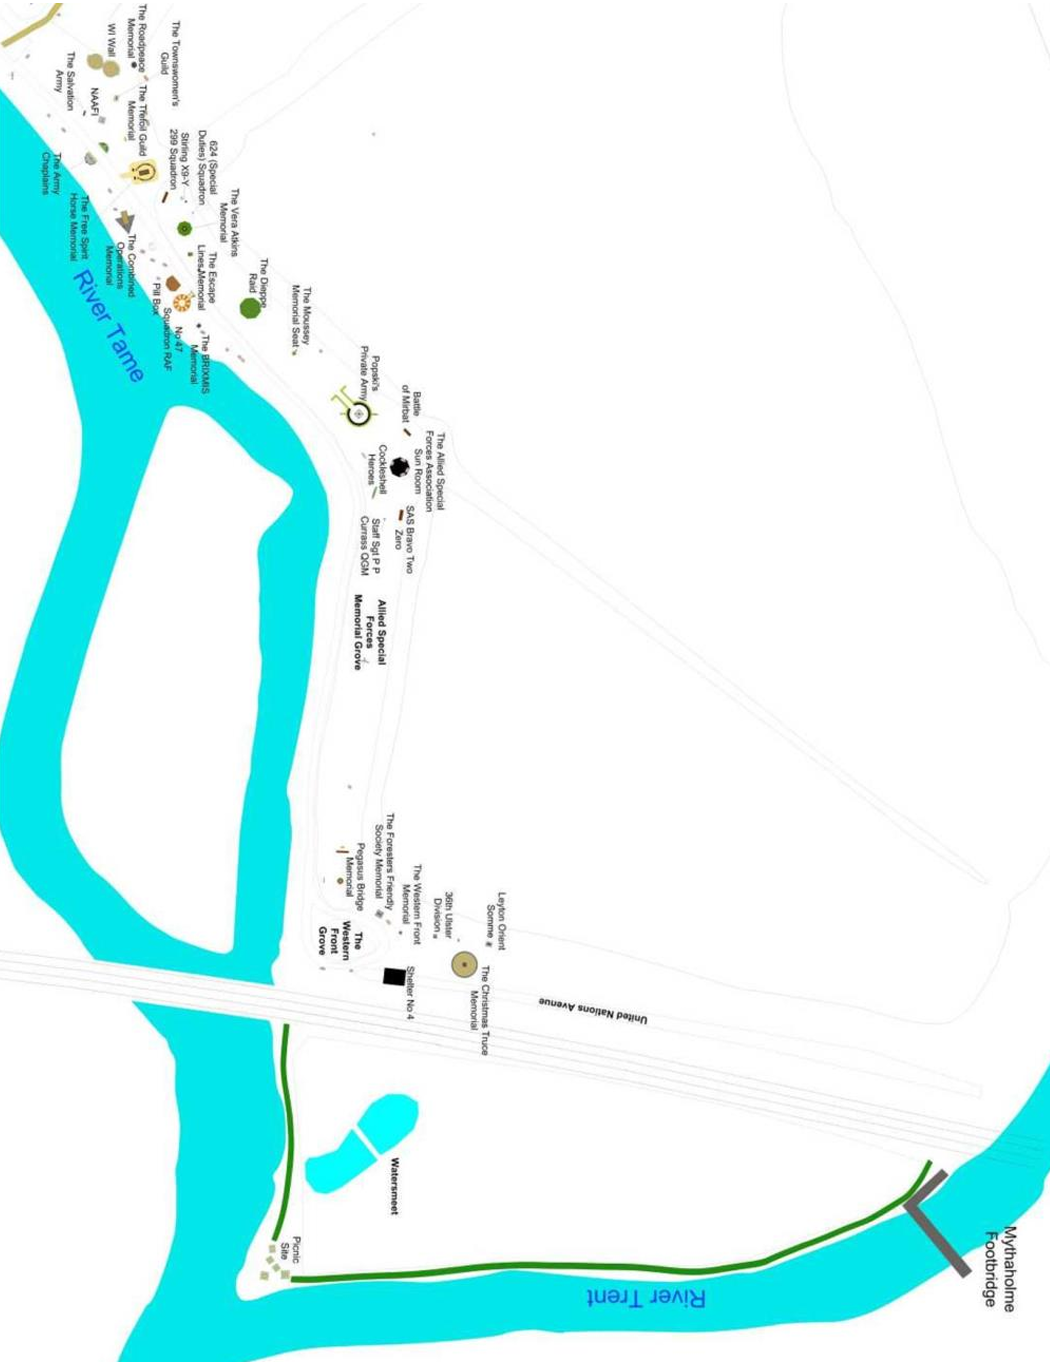 The Townswomen's
Guild
The Roadpeace
Memorial
WI Wall
The Salvation
Army
NAAFI
The Trefoil Guild
Memorial
624 (Special
Duties) Squadron
Stirling X9-Y
299 Squadron
The Army
Chaplains
The Free Spirit
Horse Memorial
The Vera Atkins
Memorial
The Combined
Operations
Memorial
The Escape
Lines Memorial
The Dieppe
Raid
The Moussey
Memorial Seat
River Tame
Pill Box
No 47
Squadron RAF
The BRIXMIS
Memorial
Popski's
Private Army
Battle
of Mirbat
The Allied Special
Forces Association
Sun Room
Cockleshell
Heroes
SAS Bravo Two
Zero
Staff Sgt P P
Currass QGM
Allied Special
Forces
Memorial Grove
The Foresters Friendly
Society Memorial
Pegasus Bridge
Memorial
The Western Front
Memorial
36th Ulster
Division
Leyton Orient
Somme
The
Western
Front
Grove
Shelter No 4
The Christmas Truce
Memorial
United Nations Avenue
Watersmeet
Picnic
Site
River Trent
Mythaholme
Footbridge